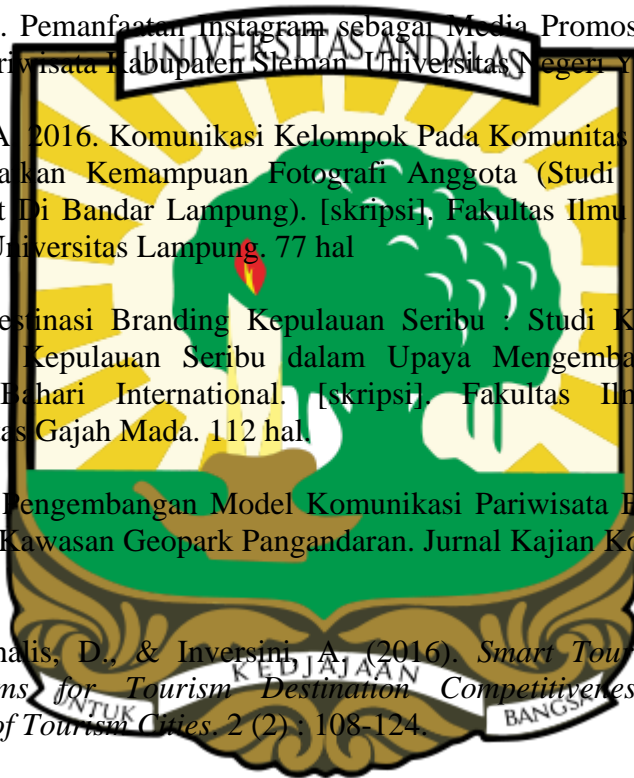 . Pemanfaatan Instagram sebagai Media Promos
UNIVERSITAS ANDALAS
riwisata Kabupaten Sleman. Universitas Negeri Y
A. 2016. Komunikasi Kelompok Pada Komunitas
atkan Kemampuan Fotografi Anggota (Studi
t Di Bandar Lampung). [skripsi]. Fakultas Ilmu
Universitas Lampung. 77 hal
estinasi Branding Kepulauan Seribu : Studi K
Kepulauan Seribu dalam Upaya Mengemba
Bahari International. [skripsi]. Fakultas Iln
as Gajah Mada. 112 hal.
Pengembangan Model Komunikasi Pariwisata B
Kawasan Geopark Pangandaran. Jurnal Kajian Ko
nalis, D., & Inversini, A. (2016). Smart Tour
ms for Tourism Destination Competitivenes
of Tourism Cities. 2 (2) : 108-124.
UNTUK KEDJAJAAN BANGSA